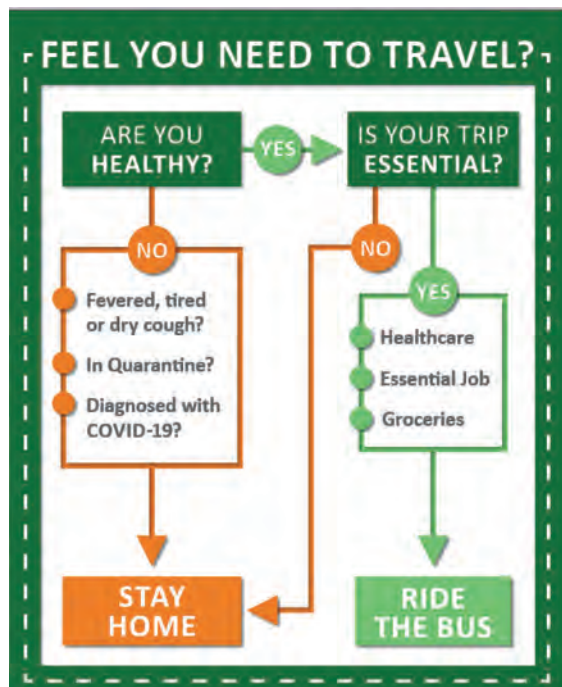 FEEL YOU NEED TO TRAVEL?
ARE YOU
HEALTHY?
YES
IS YOUR TRIP
ESSENTIAL?
NO
Fevered, tired
or dry cough?
In Quarantine?
Diagnosed with
COVID-19?
NO
YES
Healthcare
Essential Job
Groceries
STAY
HOME
RIDE
THE BUS